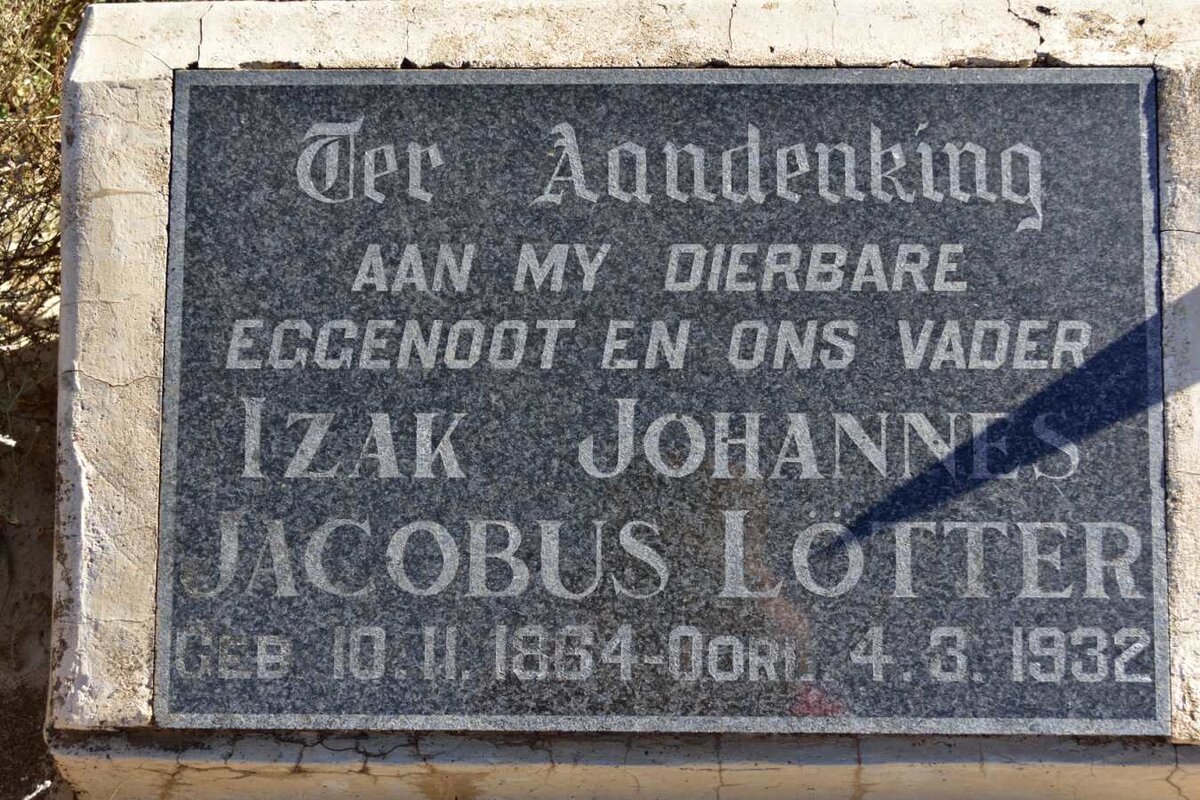 Ter Aandenking
AAN MY DIERBARE
EGGENOOT EN ONS VADER
IZAK JOHANNES
JACOBUS LÖTTER
GEB 10.11.1864-OORL. 4.3.1932